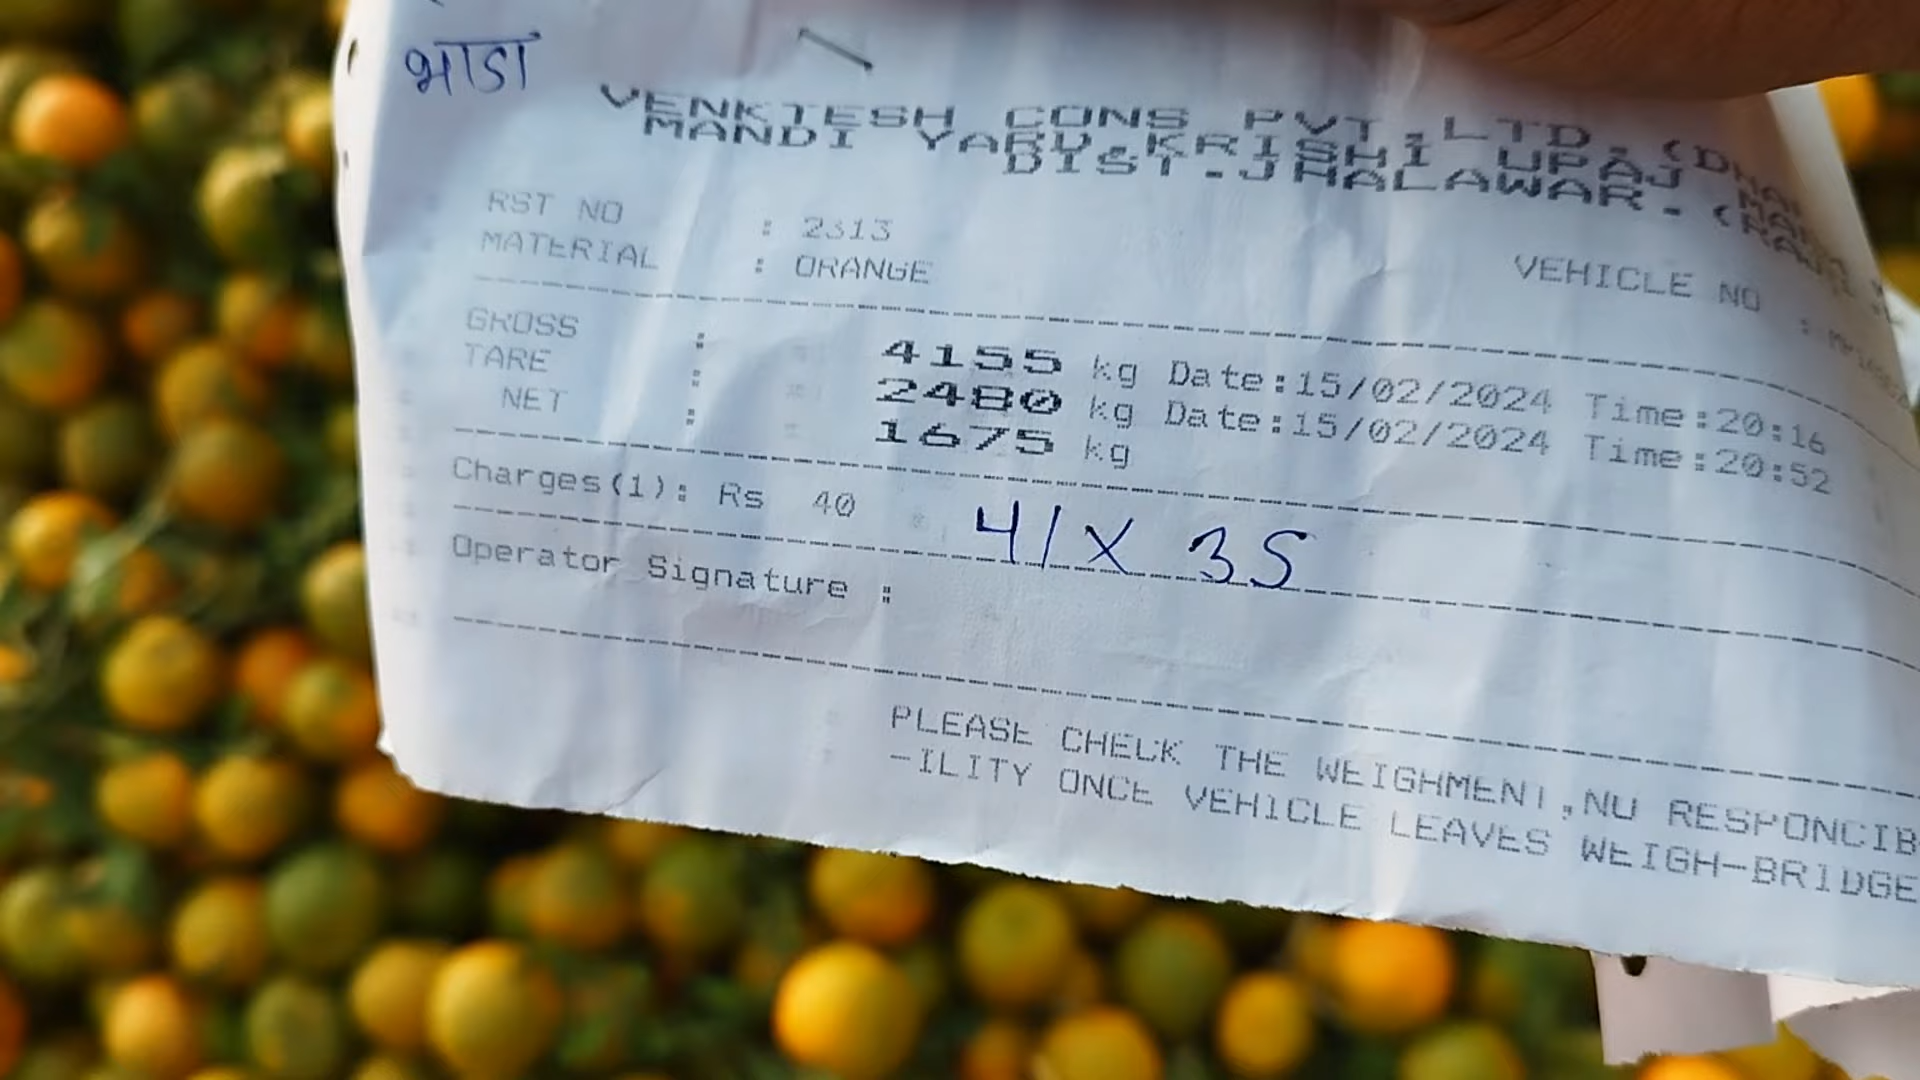 भाडा
VENKTESH CONS PVT.LTD.
MANDI YARD,KRISHI UPAJ
DIST.JHALAWAR.
RST NO : 2313
VEHICLE NO :
MATERIAL : ORANGE
GROSS : 4155 kg Date:15/02/2024 Time:20:16
TARE : 2480 kg Date:15/02/2024 Time:20:52
NET : 1675 kg
Charges(1): Rs 40
41 X 35
Operator Signature :
PLEASE CHECK THE WEIGHMENT,NO RESPONCIB
-ILITY ONCE VEHICLE LEAVES WEIGH-BRIDGE